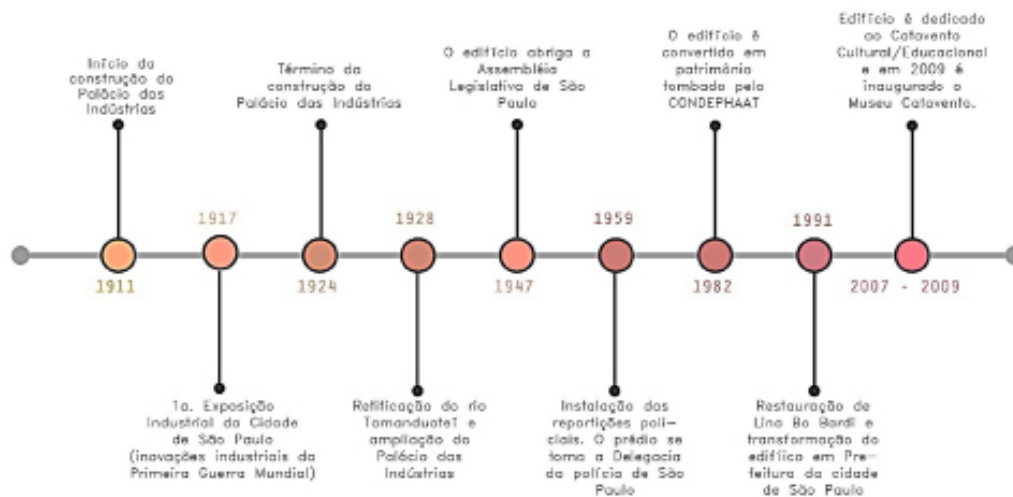 Início da
construção do
Palácio das
Indústrias
1911
1917
1a. Exposição
Industrial da Cidade
de São Paulo
(inovações industriais da
Primeira Guerra Mundial)
Término da
construção do
Palácio das Indústrias
1924
1928
Retificação do rio
Tamanduateí e
ampliação do
Palácio das
Indústrias
O edifício abriga a
Assembléia
Legislativa de São
Paulo
1947
1959
Instalação das
repartições poli-
ciais. O prédio se
torna a Delegacia
da polícia de São
Paulo
O edifício é
convertido em
patrimônio
tombado pelo
CONDEPHAAT
1982
1991
Restauração de
Lina Bo Bardi e
transformação do
edifíico em Pre-
feitura da cidade
de São Paulo
Edifício é dedicado
ao Catavento
Cultural/Educacional
e em 2009 é
inaugurado o
Museu Catavento.
2007 - 2009